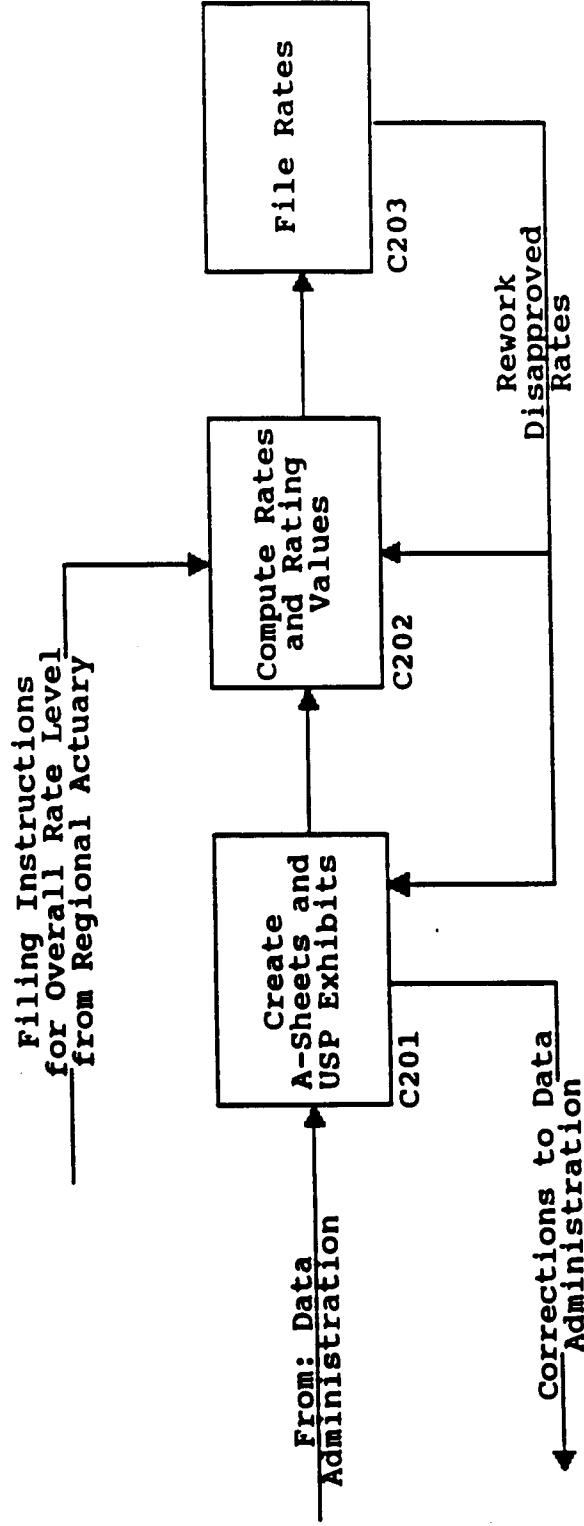 Filing Instructions
for Overall Rate Level
from Regional Actuary
From: Data
Administration
Create
A-Sheets and
USP Exhibits
C201
Compute Rates
and Rating
Values
C202
File Rates
C203
Corrections to Data
Administration
Rework
Disapproved
Rates